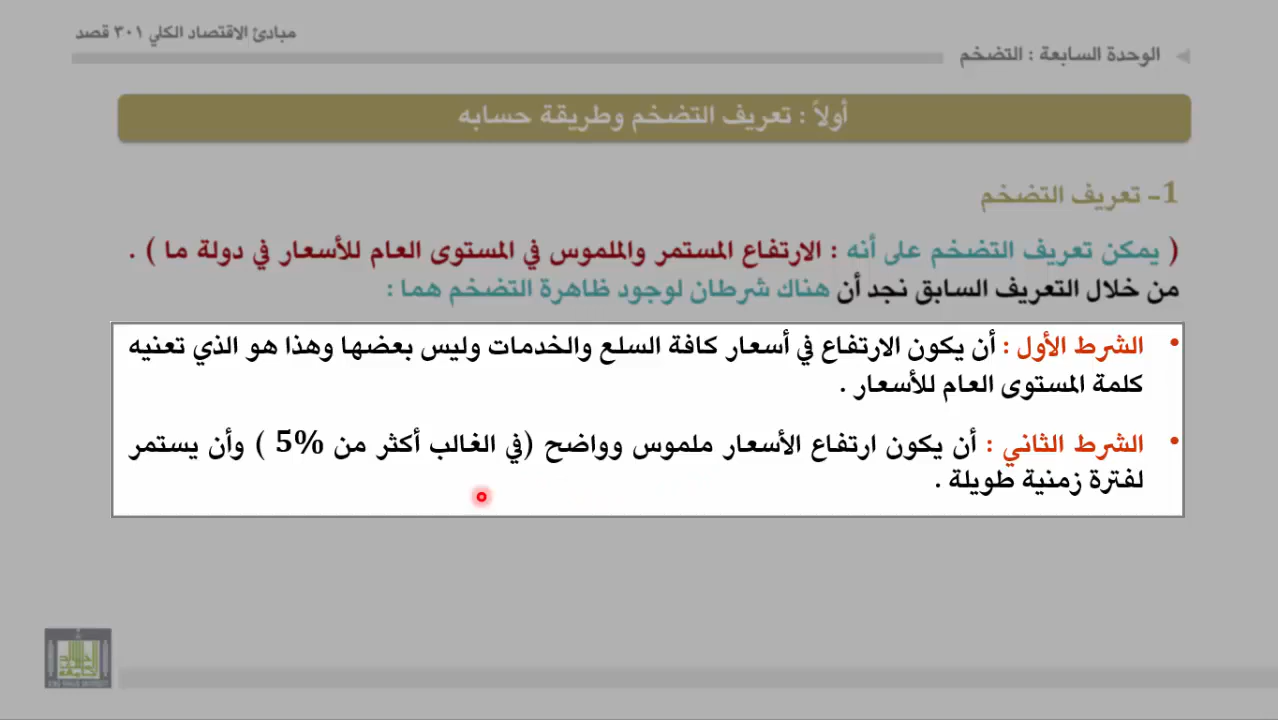 مبادئ الاقتصاد الكلي ٣٠١ قصد
الوحدة السابعة : التضخم
أولاً : تعريف التضخم وطريقة حسابه
1- تعريف التضخم
( يمكن تعريف التضخم على أنه : الارتفاع المستمر والملموس في المستوى العام للأسعار في دولة ما ) .
من خلال التعريف السابق نجد أن هناك شرطان لوجود ظاهرة التضخم هما :
• الشرط الأول : أن يكون الارتفاع في أسعار كافة السلع والخدمات وليس بعضها وهذا هو الذي تعنيه
كلمة المستوى العام للأسعار .
• الشرط الثاني : أن يكون ارتفاع الأسعار ملموس وواضح (في الغالب أكثر من 5% ) وأن يستمر
لفترة زمنية طويلة .